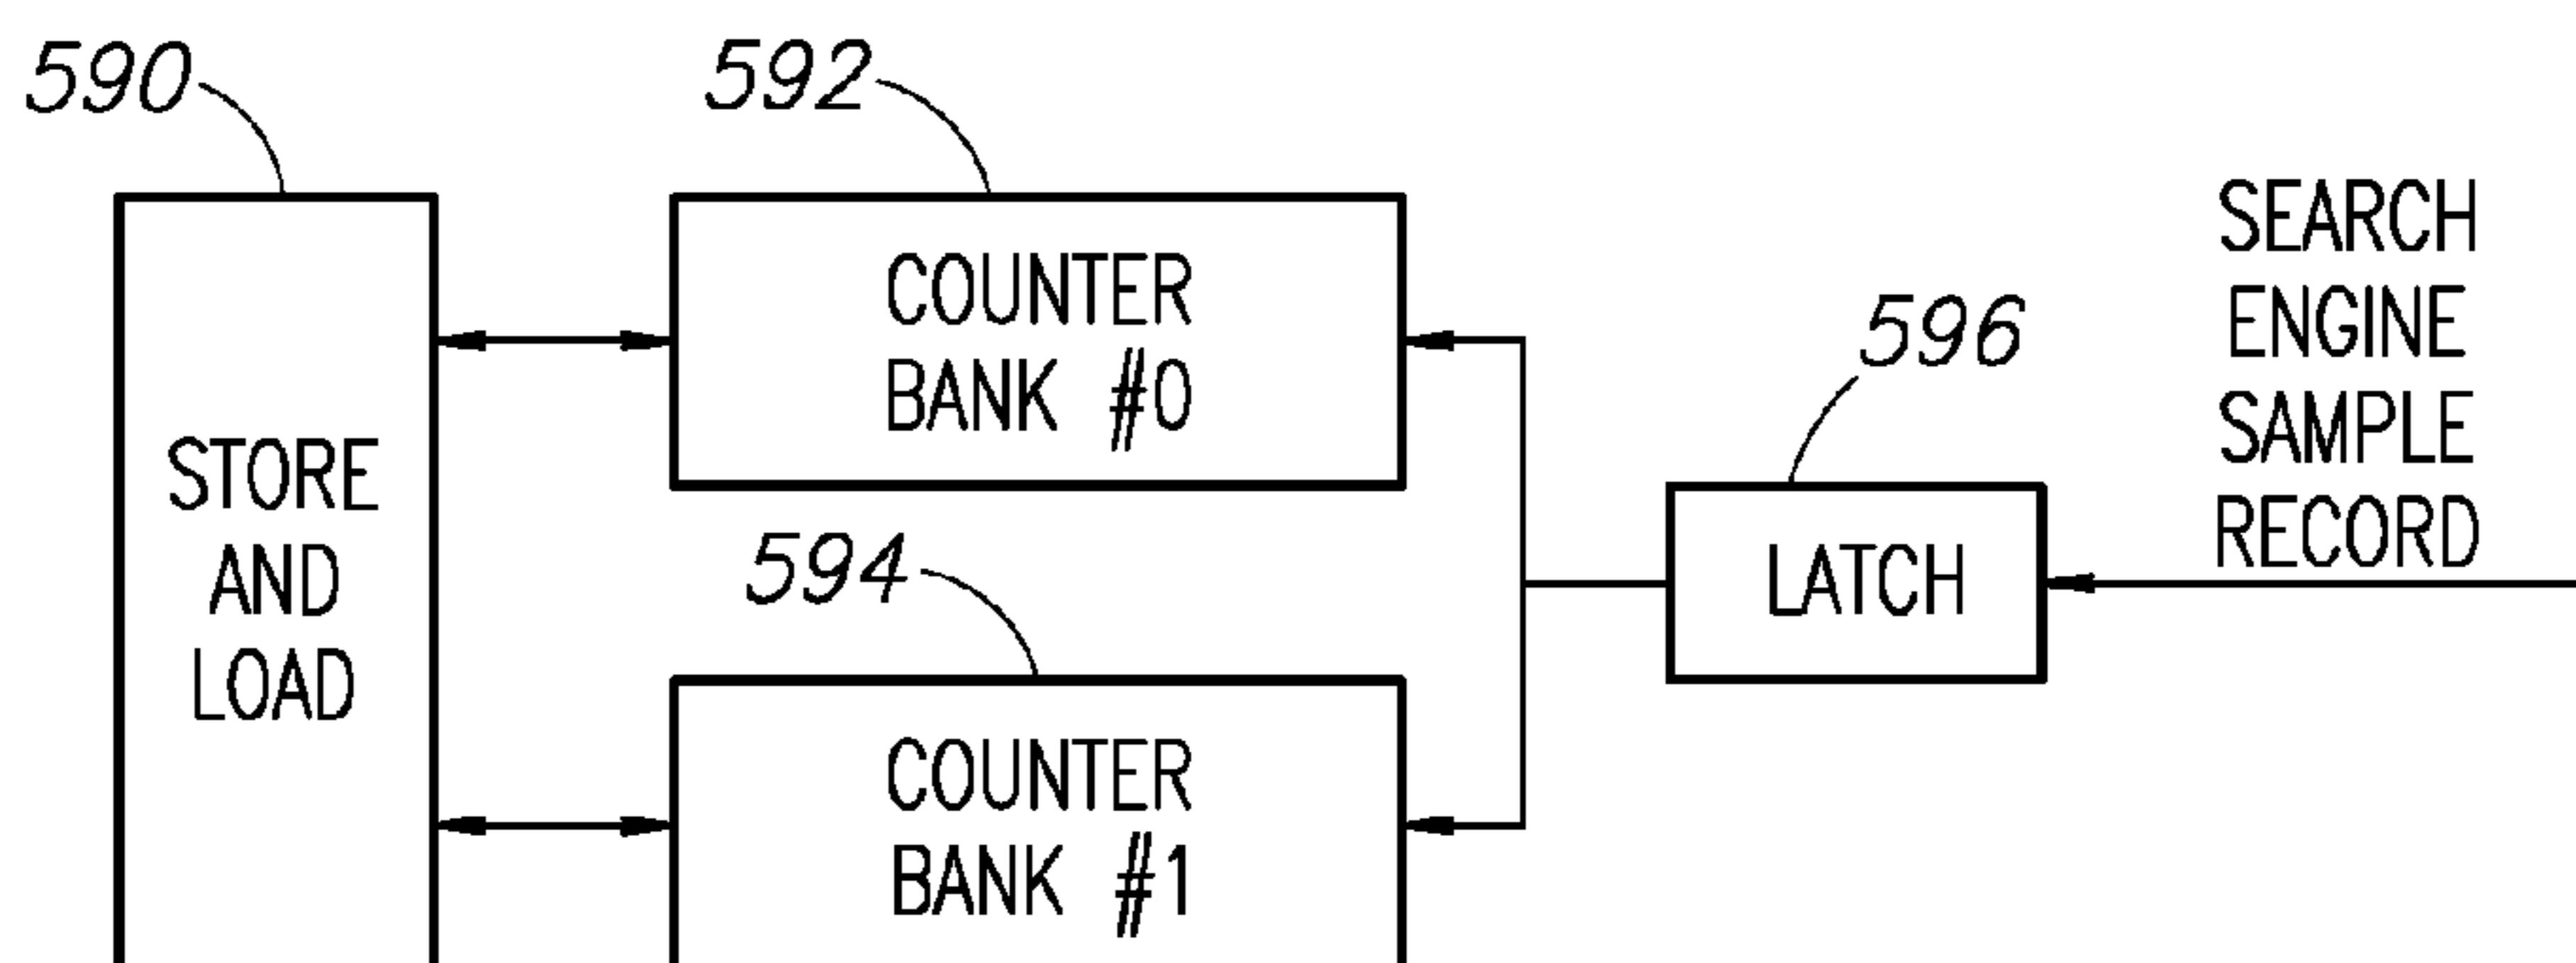 590
592
COUNTER
BANK #0
STORE
AND
LOAD
594
COUNTER
BANK #1
596
LATCH
SEARCH
ENGINE
SAMPLE
RECORD